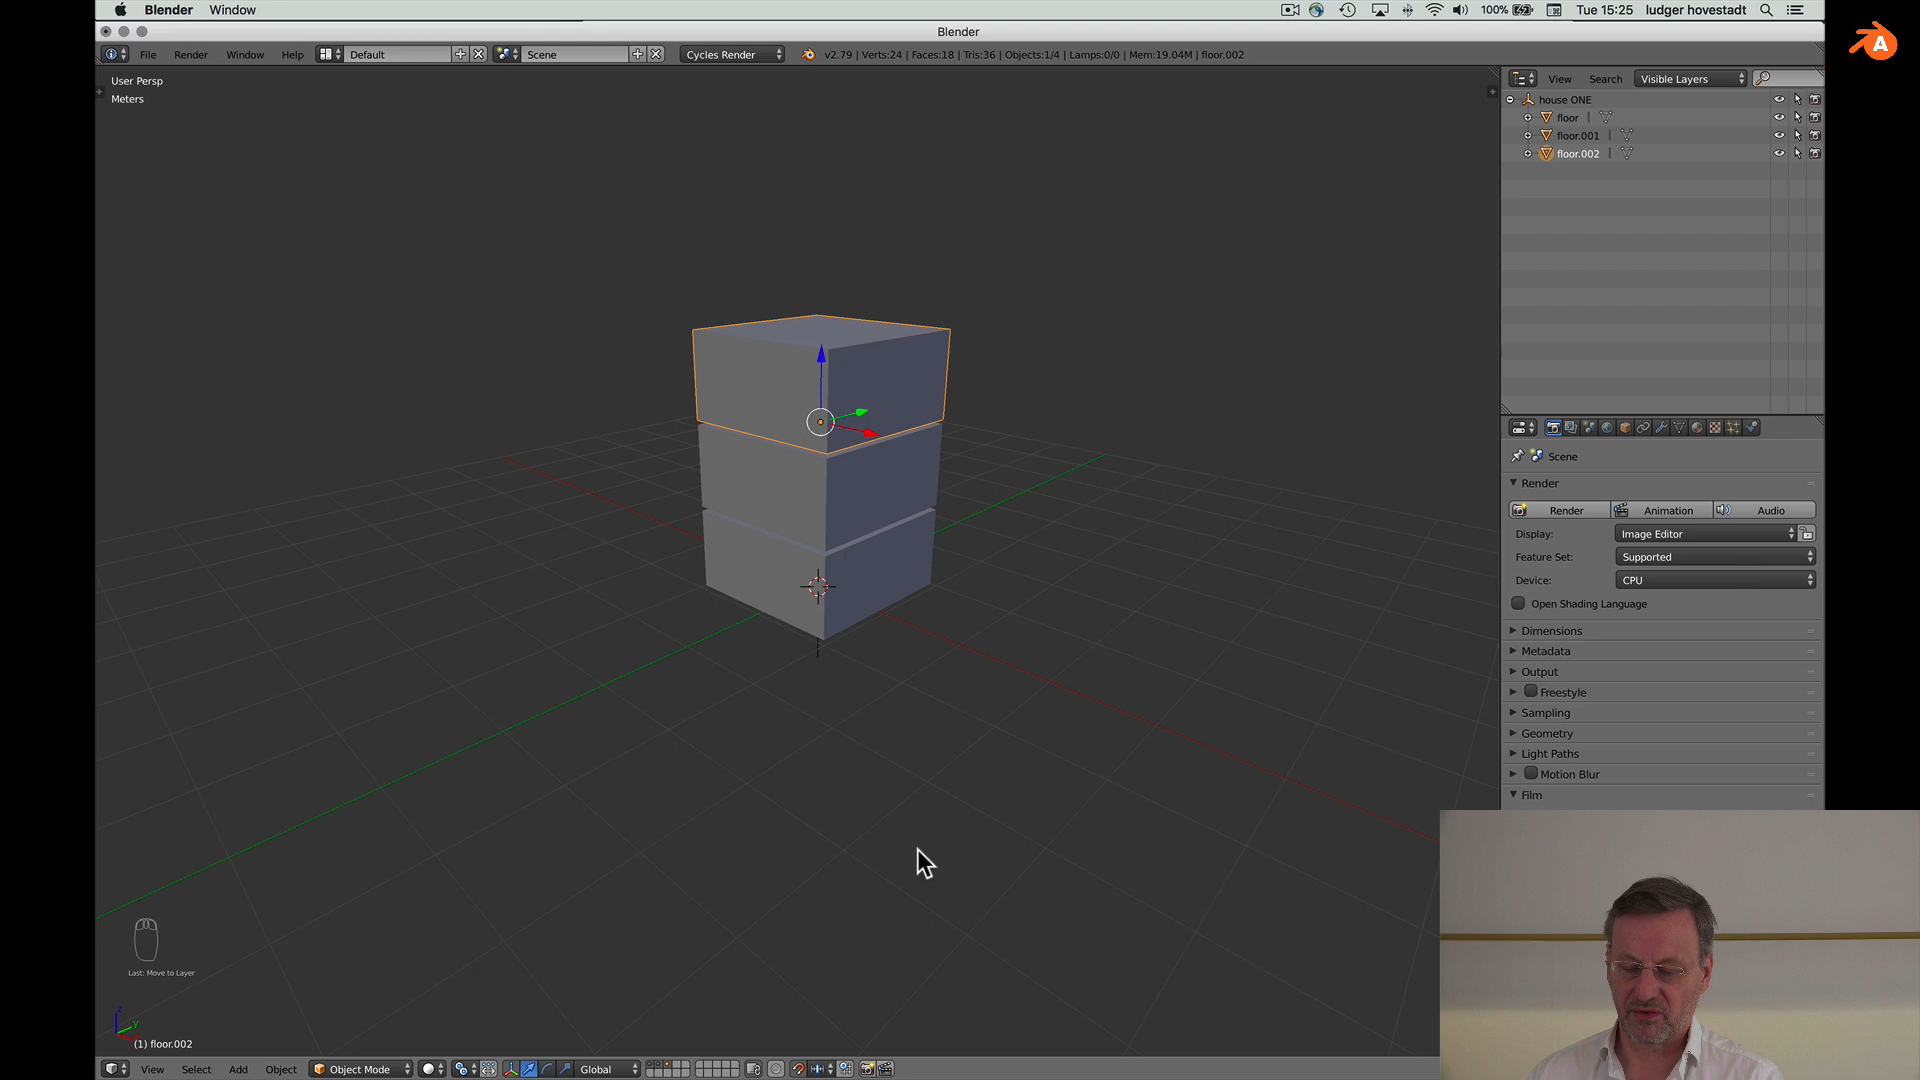 Blender Window 100% Tue 15:25 ludger hovestadt
Blender
File Render Window Help Default Scene Cycles Render v2.79 | Verts:24 | Faces:18 | Tris:36 | Objects:1/4 | Lamps:0/0 | Mem:19.04M | floor.002
User Persp
Meters
View Search Visible Layers
house ONE
floor
floor.001
floor.002
Scene
Render
Render Animation Audio
Display: Image Editor
Feature Set: Supported
Device: CPU
Open Shading Language
Dimensions
Metadata
Output
Freestyle
Sampling
Geometry
Light Paths
Motion Blur
Film
Last: Move to Layer
z
y
(1) floor.002
View Select Add Object Object Mode Global
A